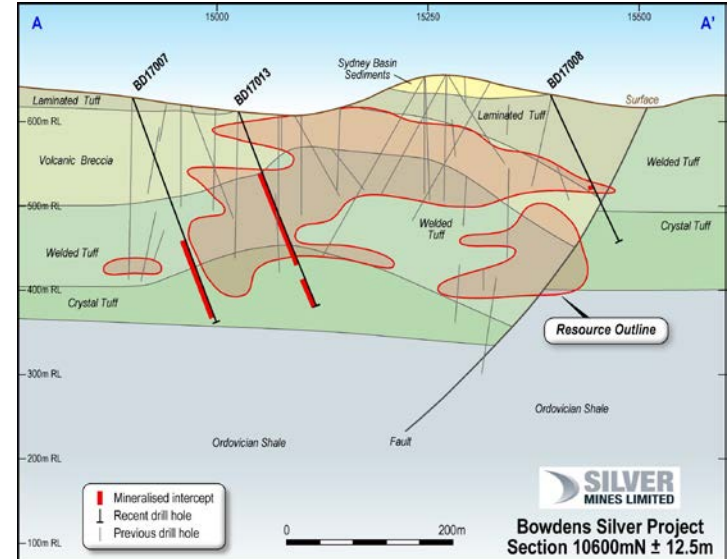 A
15000
15250
15500
A'
BD17007
BD17013
BD17008
Sydney Basin
Sediments
Laminated Tuff
Laminated Tuff
Surface
600m RL
Volcanic Breccia
Welded Tuff
500m RL
Welded
Tuff
Crystal Tuff
Welded Tuff
400m RL
Crystal Tuff
Resource Outline
300m RL
Ordovician Shale
Ordovician Shale
Fault
200m RL
Mineralised intercept
Recent drill hole
Previous drill hole
0
200m
SILVER
MINES LIMITED
Bowdens Silver Project
Section 10600mN ± 12.5m
100m RL